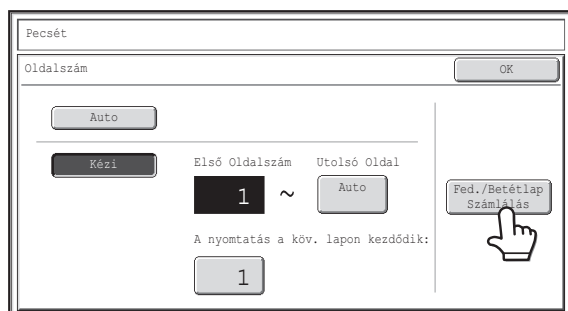 Pecsét
Oldalszám
OK
Auto
Kézi
Első Oldalszám
Utolsó Oldal
1
~
Auto
Fed./Betétlap
Számlálás
A nyomtatás a köv. lapon kezdődik:
1